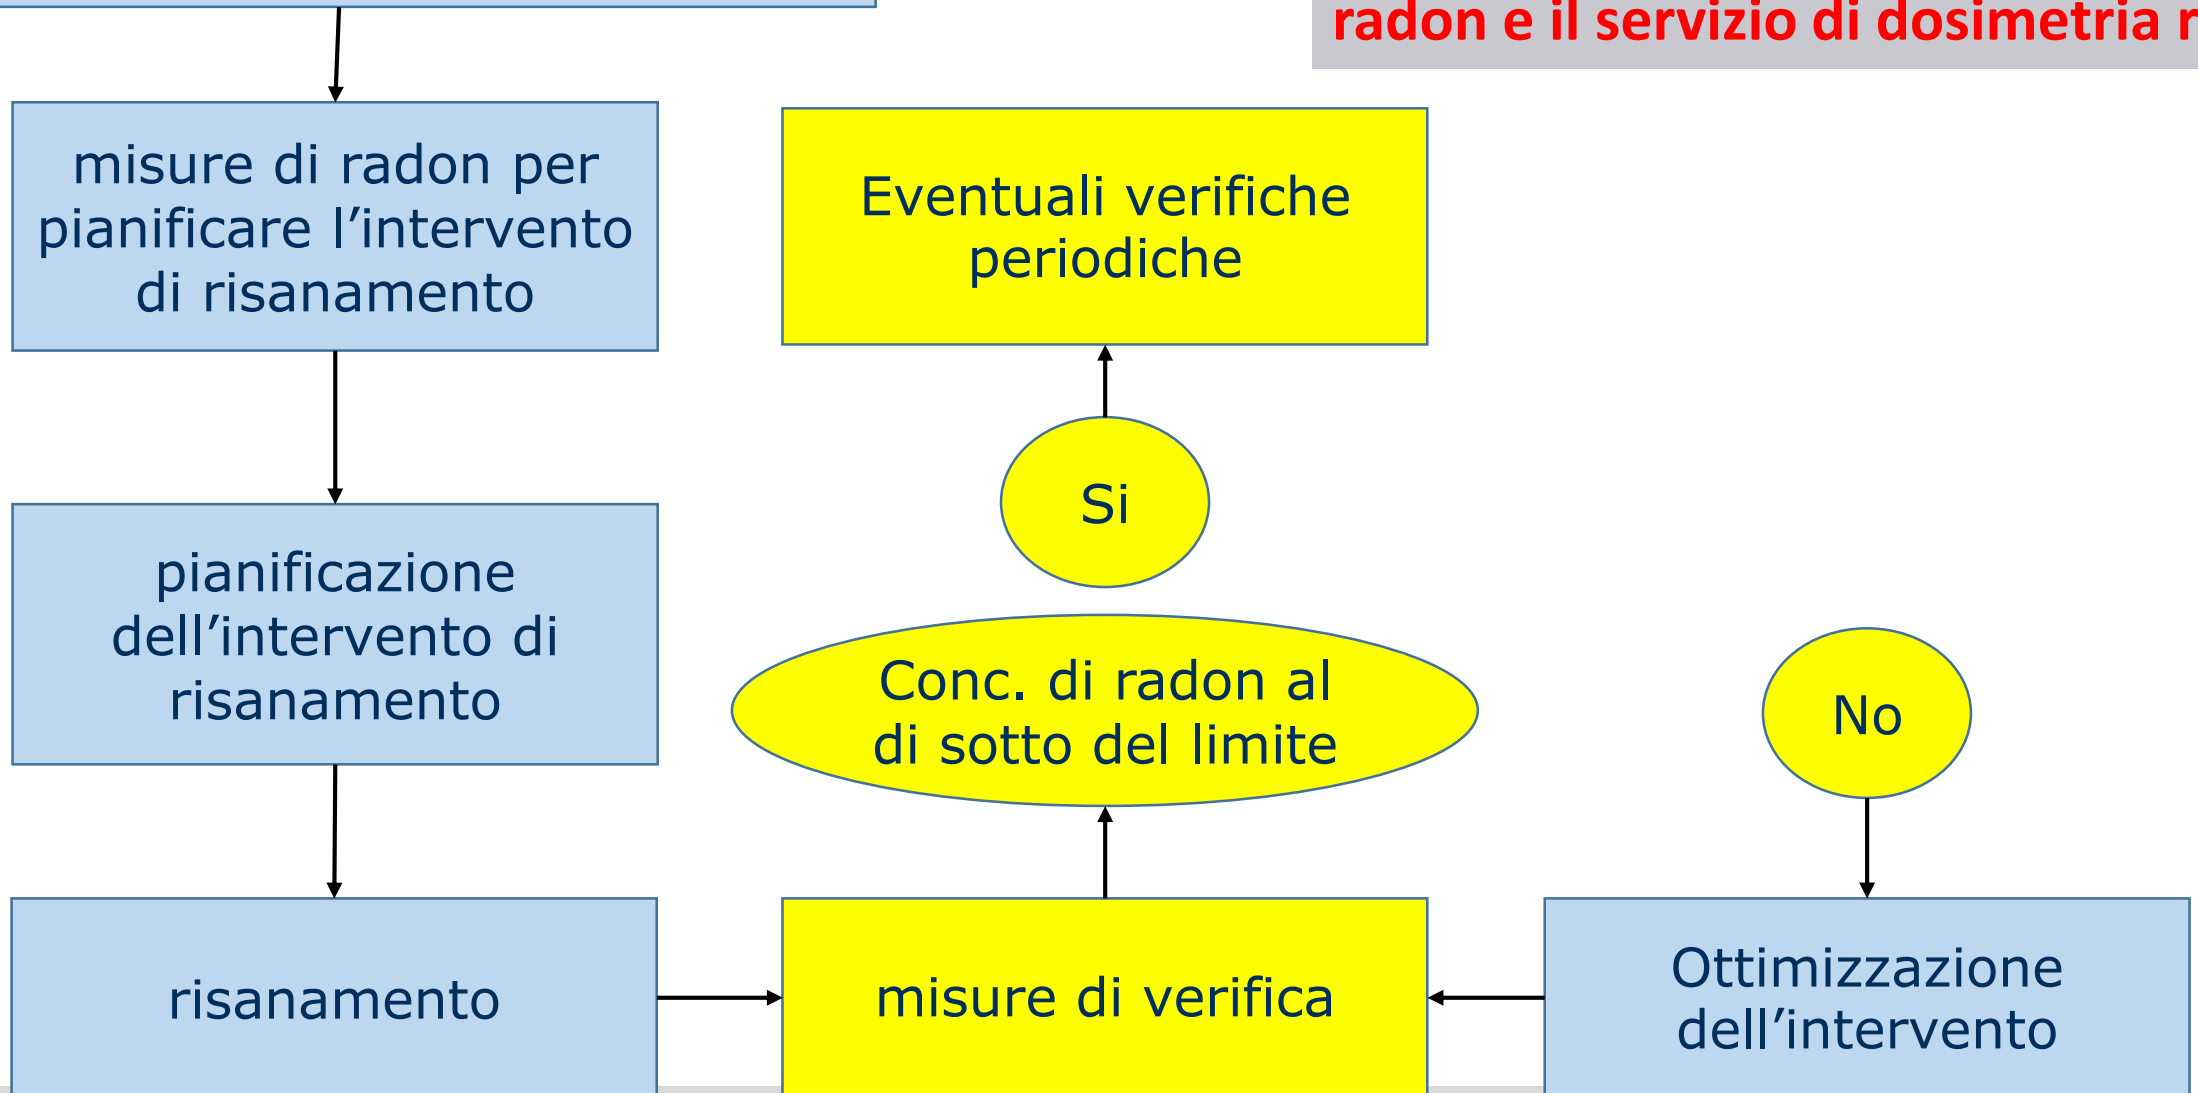 radon e il servizio di dosimetria
misure di radon per
pianificare l’intervento
di risanamento
Eventuali verifiche
periodiche
Si
pianificazione
dell’intervento di
risanamento
Conc. di radon al
di sotto del limite
No
risanamento
misure di verifica
Ottimizzazione
dell’intervento